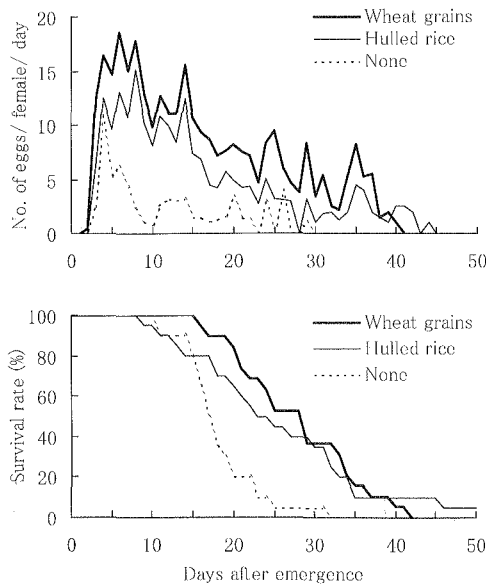 No. of eggs/ female/ day
20
15
10
5
0
Wheat grains
Hulled rice
None
0 10 20 30 40 50
Survival rate (%)
100
80
60
40
20
0
Wheat grains
Hulled rice
None
0 10 20 30 40 50
Days after emergence